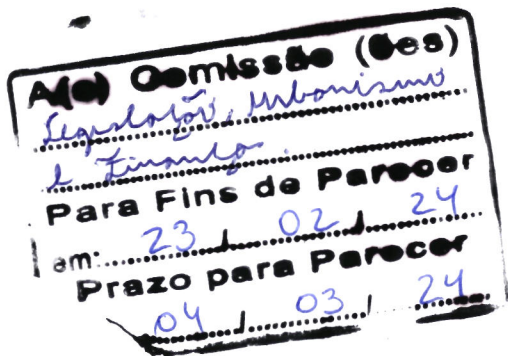 A(s) Comissão (ões)
Legislação, Urbanismo
e Finanças.
Para Fins de Parecer
em: 23 / 02 / 24
Prazo para Parecer
04 / 03 / 24